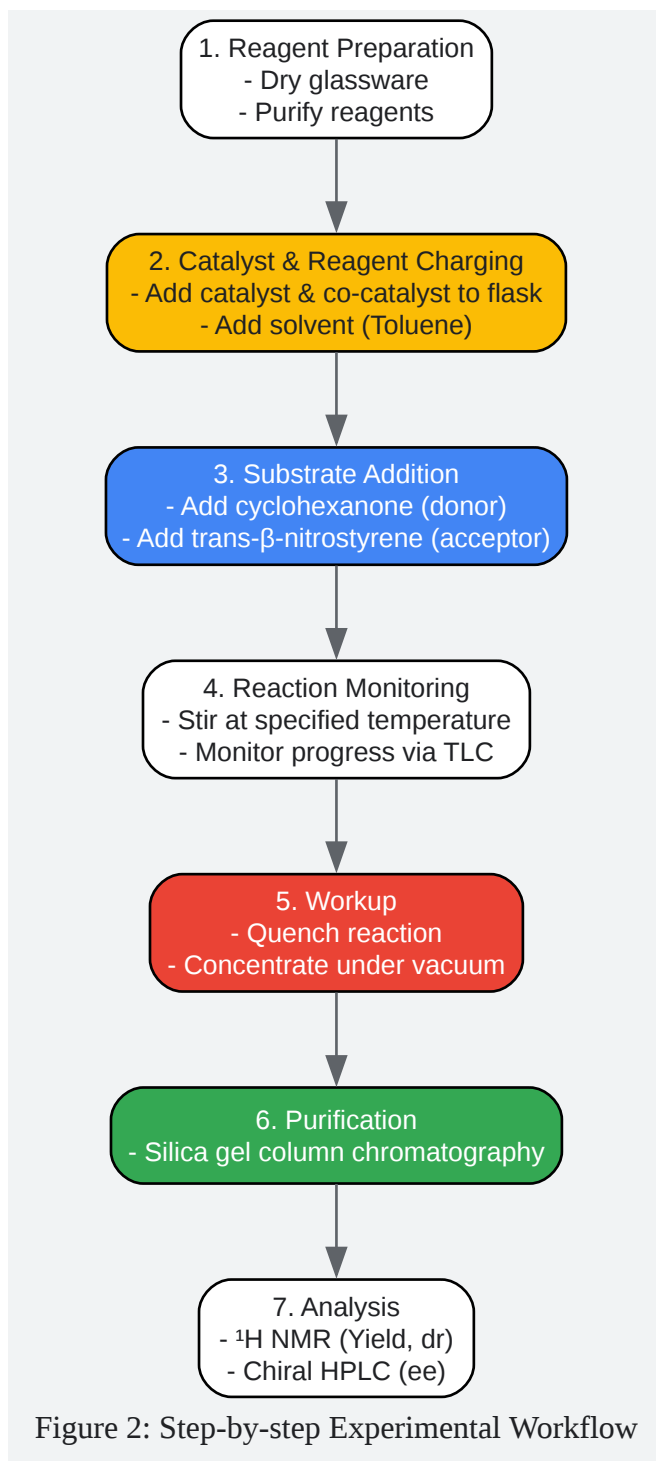 1. Reagent Preparation
- Dry glassware
- Purify reagents
2. Catalyst & Reagent Charging
- Add catalyst & co-catalyst to flask
- Add solvent (Toluene)
3. Substrate Addition
- Add cyclohexanone (donor)
- Add trans-β-nitrostyrene (acceptor)
4. Reaction Monitoring
- Stir at specified temperature
- Monitor progress via TLC
5. Workup
- Quench reaction
- Concentrate under vacuum
6. Purification
- Silica gel column chromatography
7. Analysis
- ¹H NMR (Yield, dr)
- Chiral HPLC (ee)
Figure 2: Step-by-step Experimental Workflow